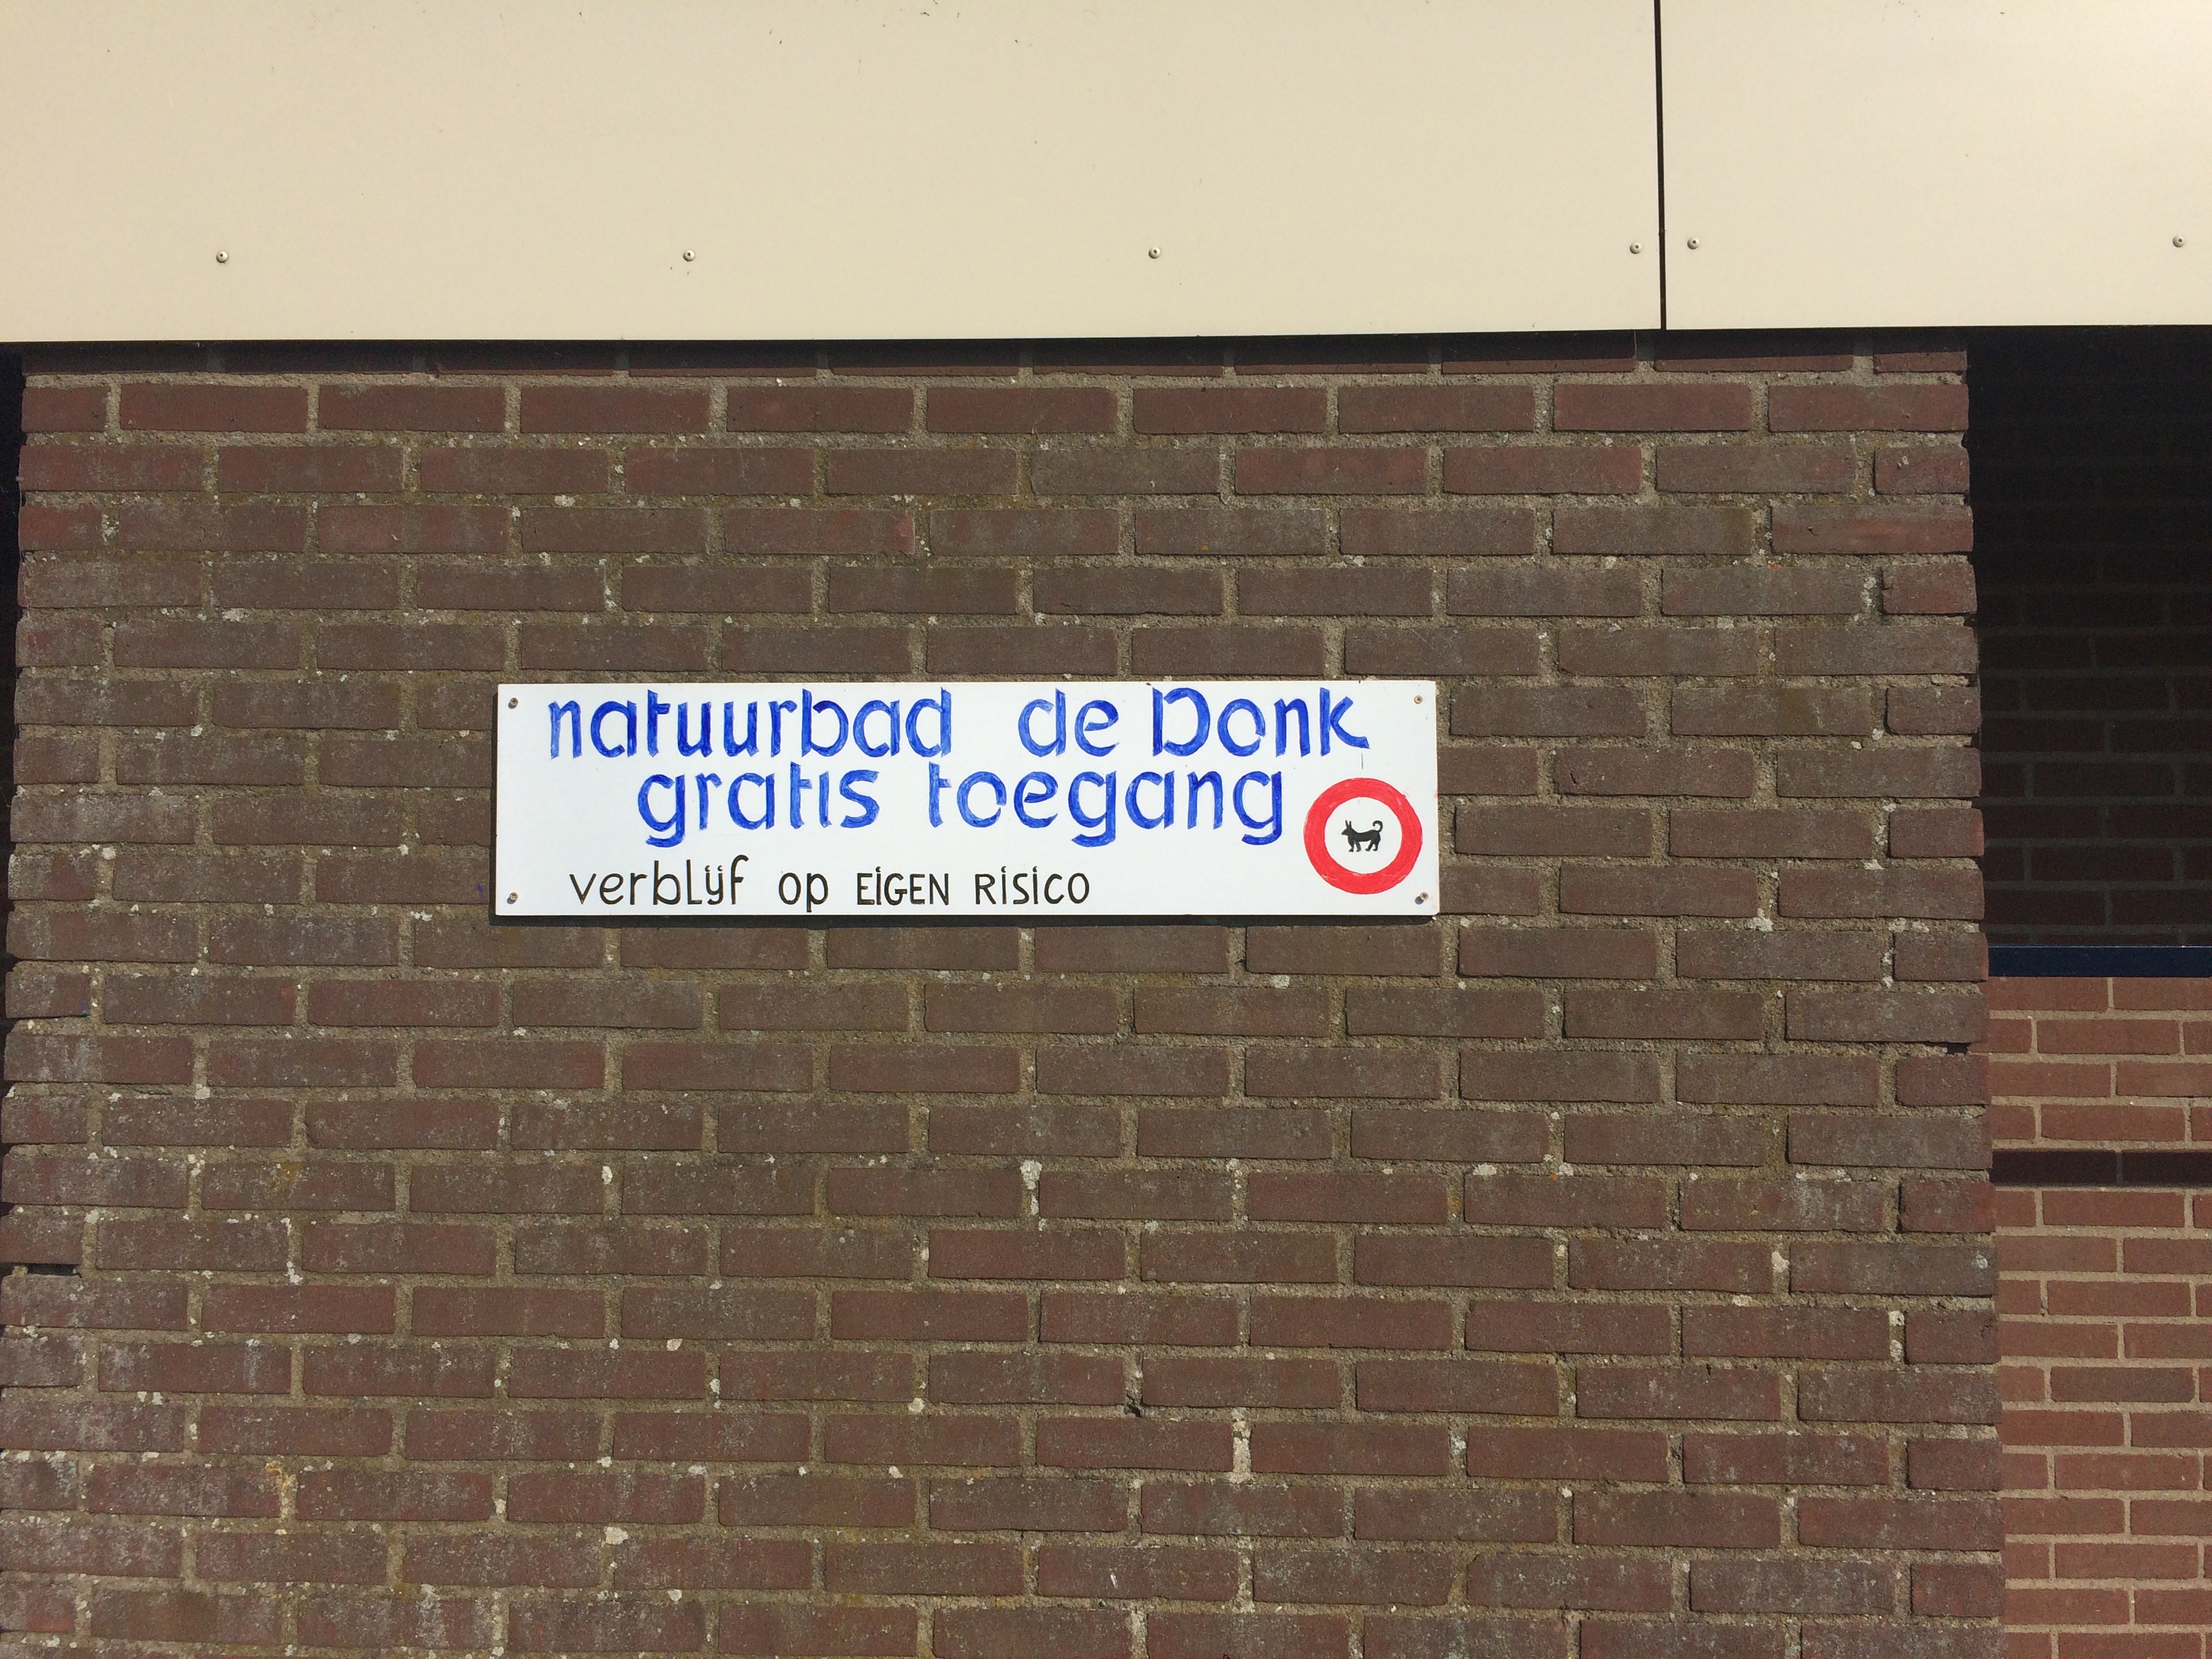 natuurbad de Donk
gratis toegang
verblijf op EIGEN RISICO